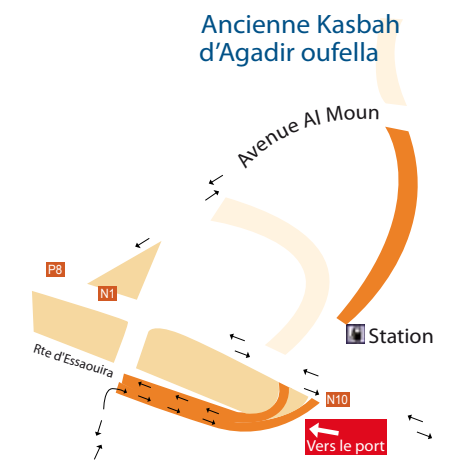 Ancienne Kasbah
d'Agadir oufella
Avenue Al Moun
P8
N1
Station
Rte d'Essaouira
N10
Vers le port